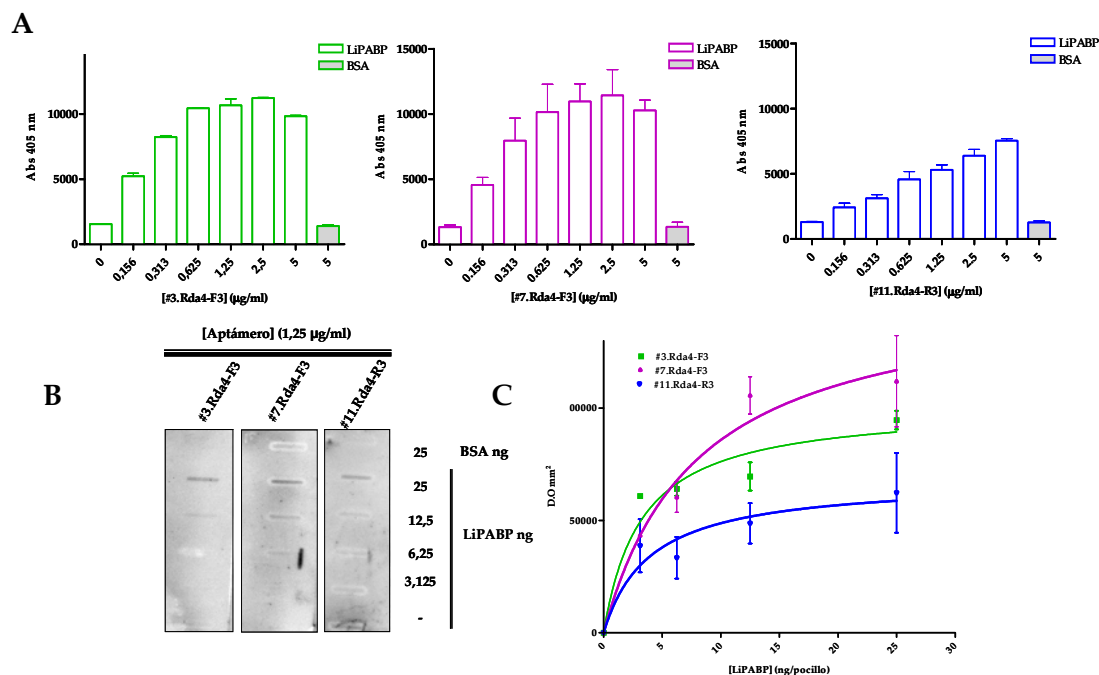 A
LiPABP
BSA
15000
10000
5000
0
Abs 405 nm
0 0,156 0,313 0,625 1,25 2,5 5 5
[#3.Rda4-F3] (µg/ml)
LiPABP
BSA
15000
10000
5000
0
Abs 405 nm
0 0.156 0.313 0.625 1.25 2.5 5 5
[#7.Rda4-F3] (µg/ml)
LiPABP
BSA
15000
10000
5000
0
Abs 405 nm
0 0.156 0.313 0.625 1.25 2.5 5 5
[#11.Rda4-R3] (µg/ml)
B
[Aptámero] (1,25 µg/ml)
#3.Rda4-F3
#7.Rda4-F3
#11.Rda4-R3
25 BSA ng
25
12,5
LiPABP ng
6,25
3,125
-
C
#3.Rda4-F3
#7.Rda4-F3
#11.Rda4-R3
00000
50000
0
D.O mm²
0 5 10 15 20 25 30
[LiPABP] (ng/pocillo)